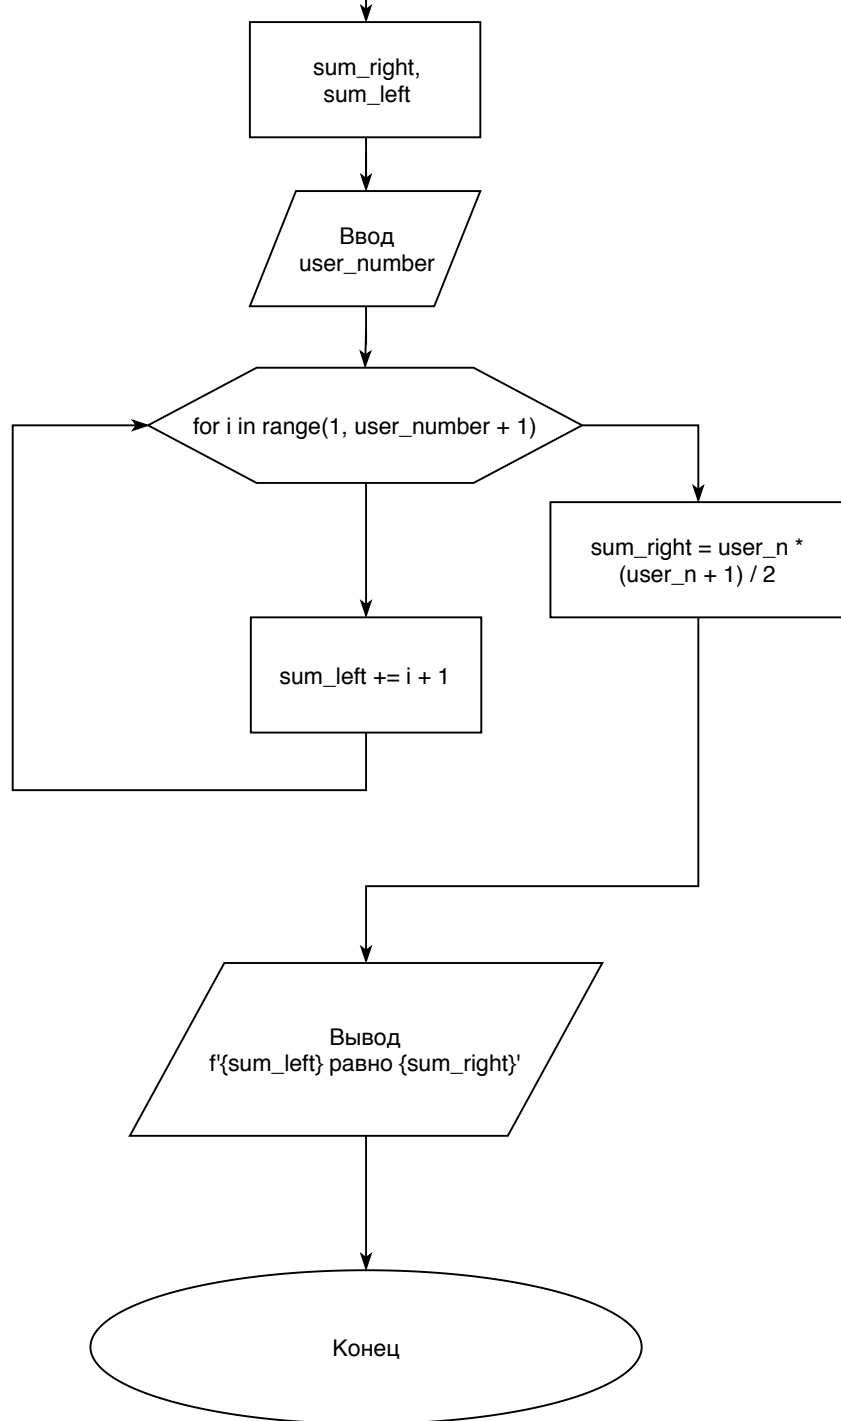 sum_right,
sum_left
Ввод
user_number
for i in range(1, user_number + 1)
sum_right = user_n *
(user_n + 1) / 2
sum_left += i + 1
Вывод
f'{sum_left} равно {sum_right}'
Конец